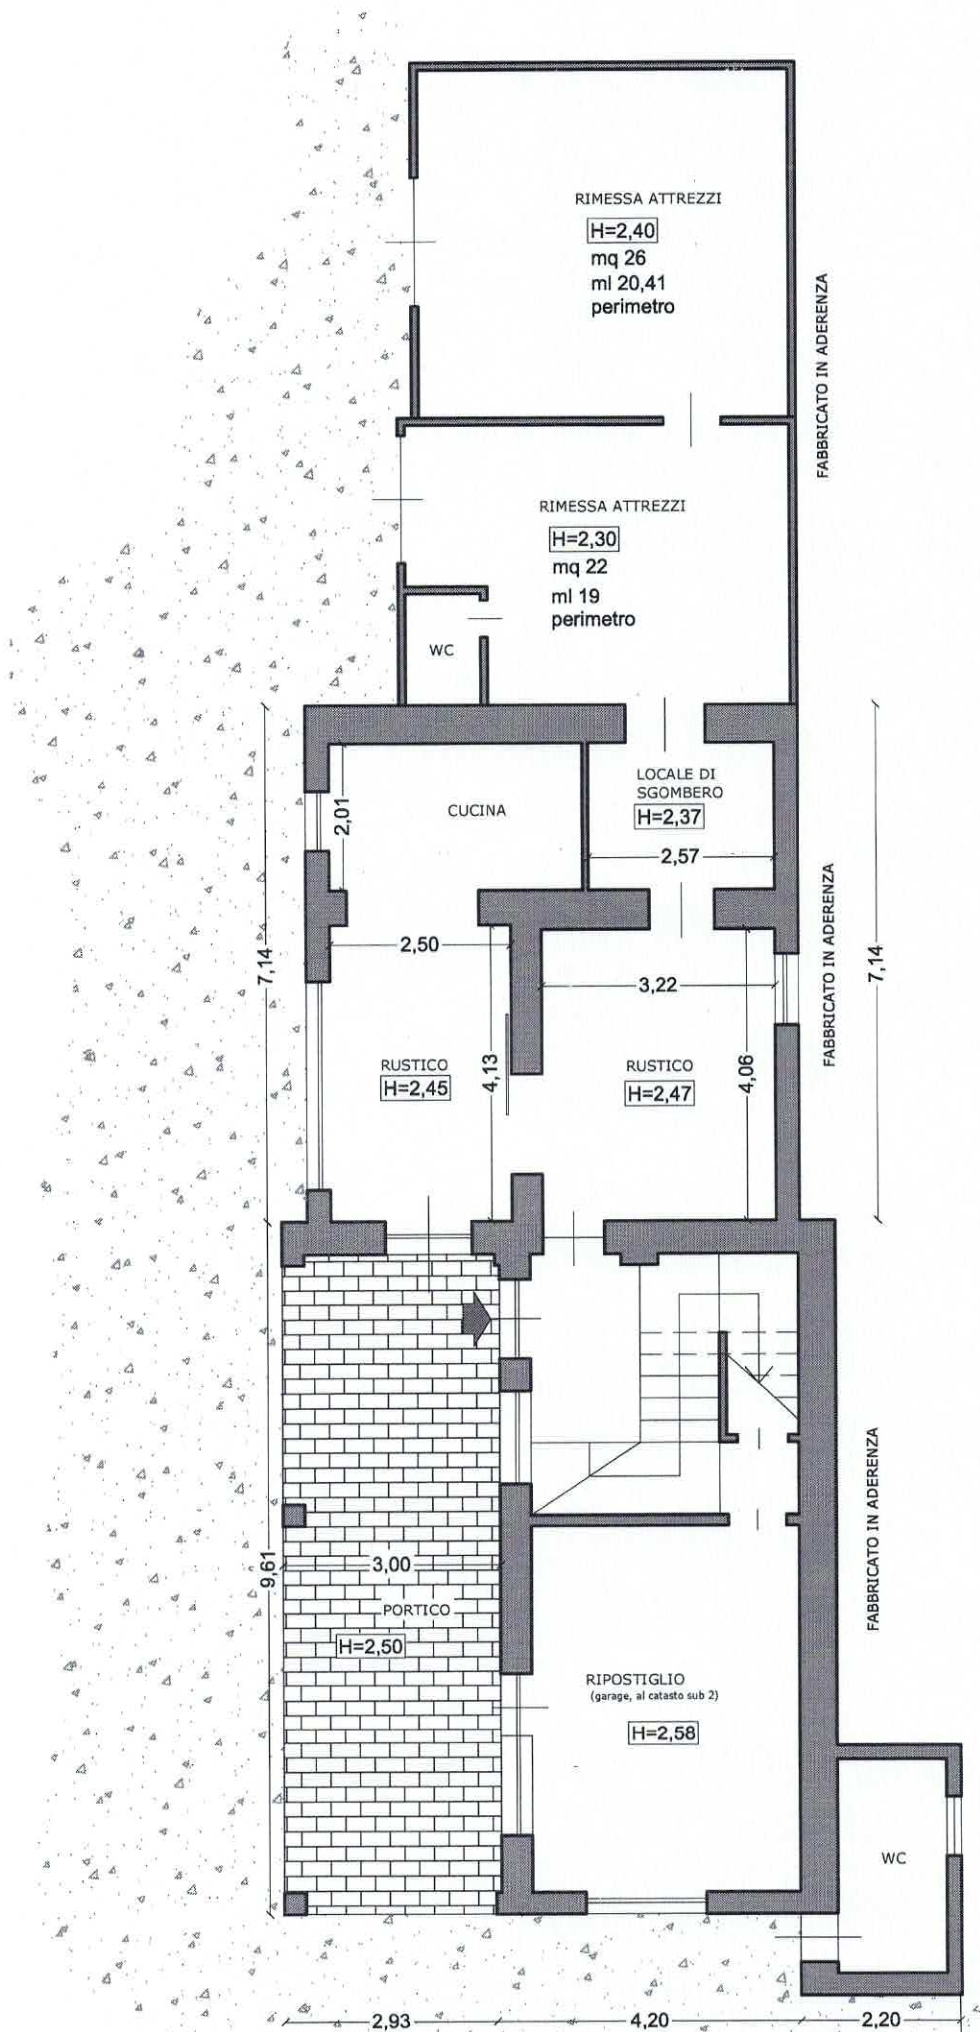 RIMESSA ATTREZZI
H=2,40
mq 26
ml 20,41
perimetro
FABBRICATO IN ADERENZA
RIMESSA ATTREZZI
H=2,30
mq 22
ml 19
perimetro
WC
LOCALE DI
SGOMBERO
H=2,37
CUCINA
2,01
2,57
2,50
7,14
3,22
FABBRICATO IN ADERENZA
7,14
RUSTICO
H=2,45
4,13
RUSTICO
H=2,47
4,06
9,61
3,00
PORTICO
H=2,50
FABBRICATO IN ADERENZA
RIPOSTIGLIO
(garage, al catasto sub 2)
H=2,58
WC
2,93
4,20
2,20